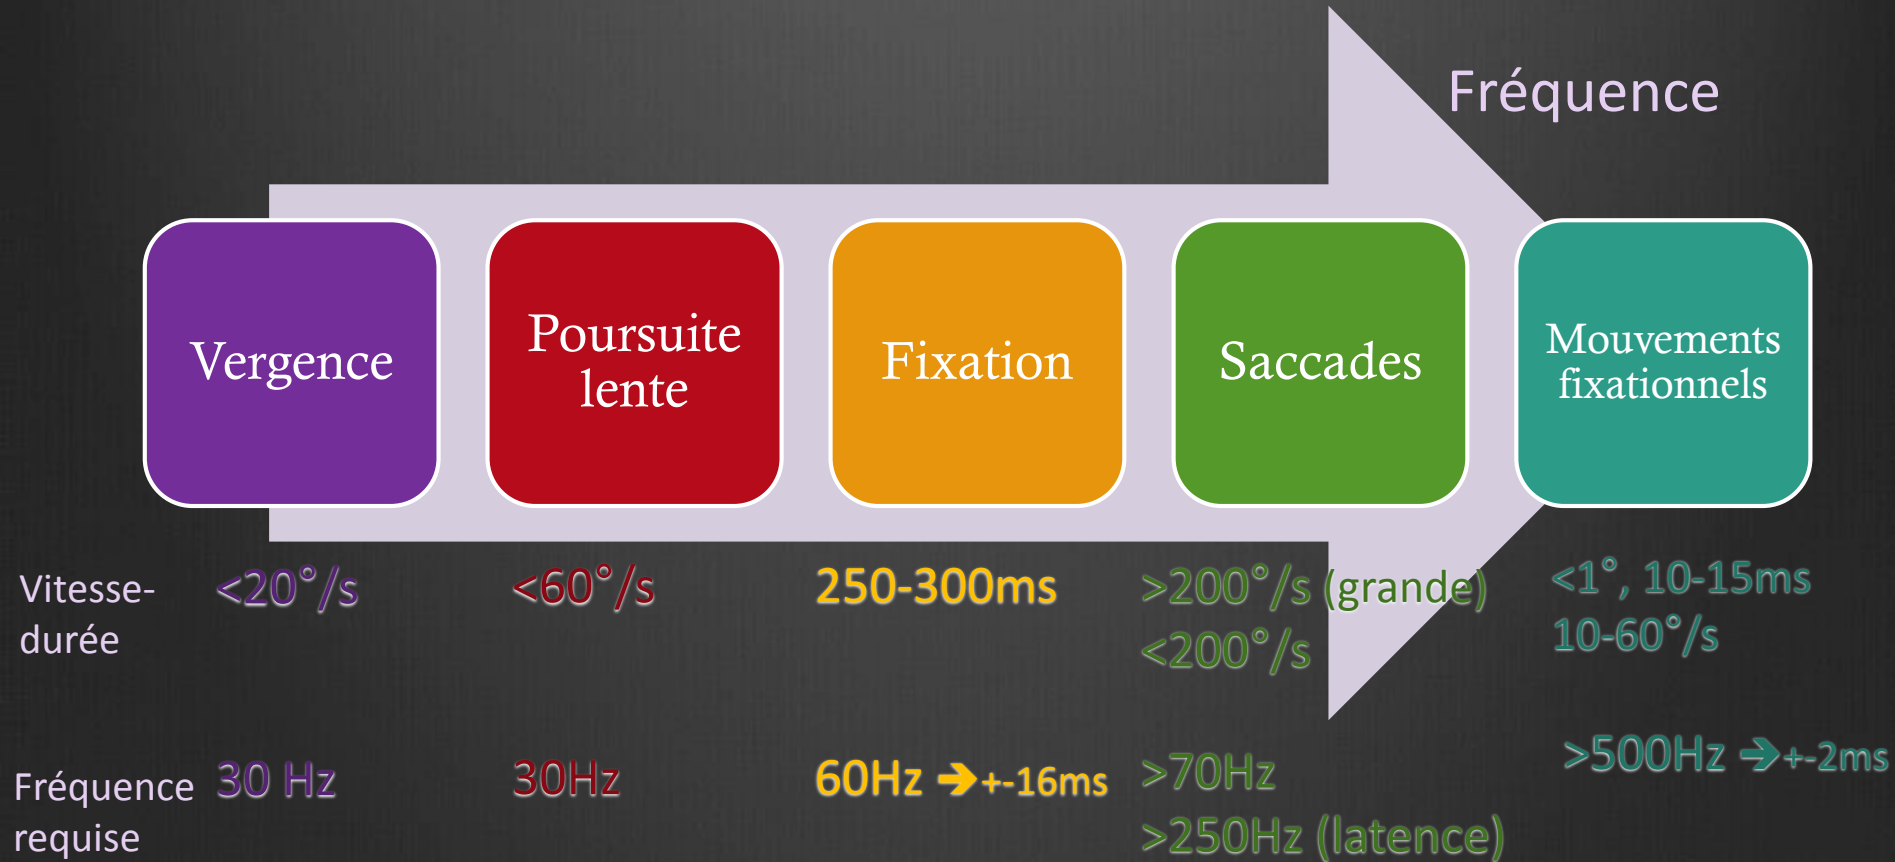 Fréquence
Vergence
Poursuite
lente
Fixation
Saccades
Mouvements
fixationnels
Vitesse-
durée
<20°/s
<60°/s
250-300ms
>200°/s (grande)
<200°/s
<1°, 10-15ms
10-60°/s
Fréquence
requise
30 Hz
30Hz
60Hz ➔+-16ms
>70Hz
>250Hz (latence)
>500Hz ➔+-2ms